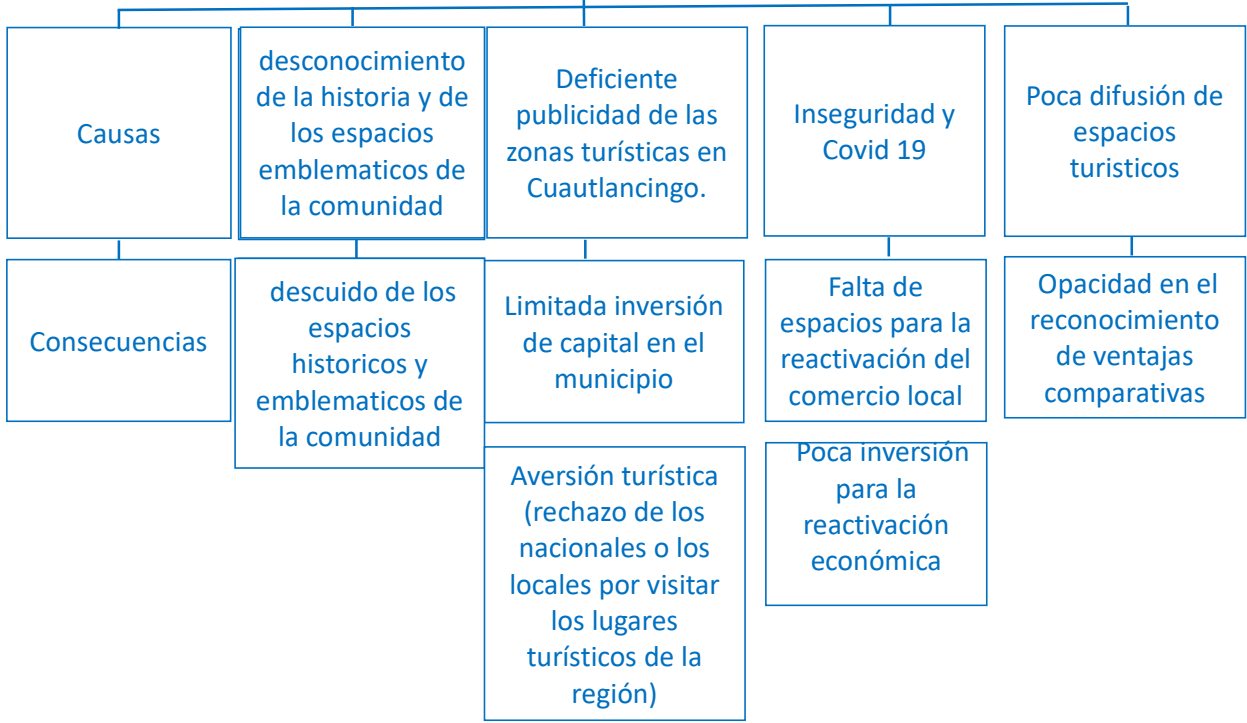 Causas
desconocimiento
de la historia y de
los espacios
emblematicos de
la comunidad
Deficiente
publicidad de las
zonas turísticas en
Cuautlancingo.
Inseguridad y
Covid 19
Poca difusión de
espacios
turisticos
Consecuencias
descuido de los
espacios
historicos y
emblematicos de
la comunidad
Limitada inversión
de capital en el
municipio
Falta de
espacios para la
reactivación del
comercio local
Opacidad en el
reconocimiento
de ventajas
comparativas
Aversión turística
(rechazo de los
nacionales o los
locales por visitar
los lugares
turísticos de la
región)
Poca inversión
para la
reactivación
económica